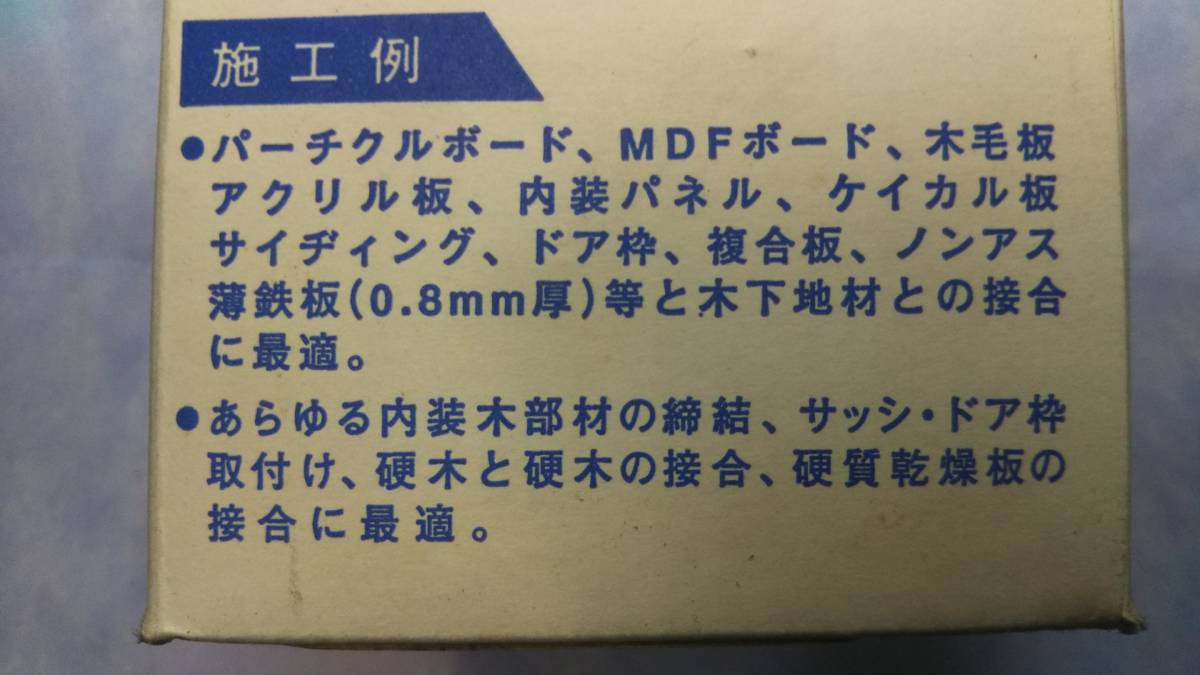 施工例
●パーチクルボード、MDFボード、木毛板
アクリル板、内装パネル、ケイカル板
サイヂィング、ドア枠、複合板、ノンアス
薄鉄板(0.8mm厚)等と木下地材との接合
に最適。
●あらゆる内装木部材の締結、サッシ・ドア枠
取付け、硬木と硬木の接合、硬質乾燥板の
接合に最適。